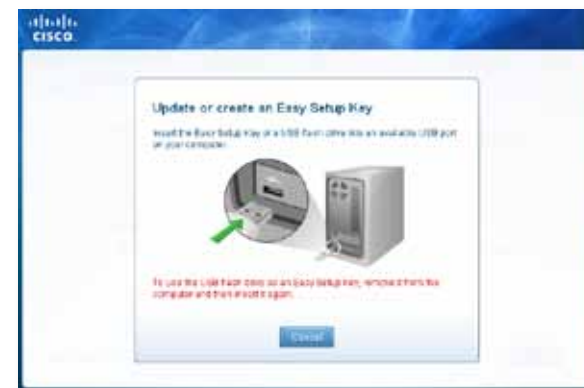 CISCO
Update or create an Easy Setup Key
Insert the Easy Setup Key or a USB flash drive into an available USB port
on your computer.
To use the USB flash drive as an Easy Setup Key, remove it from the
computer and then insert it again.
Cancel